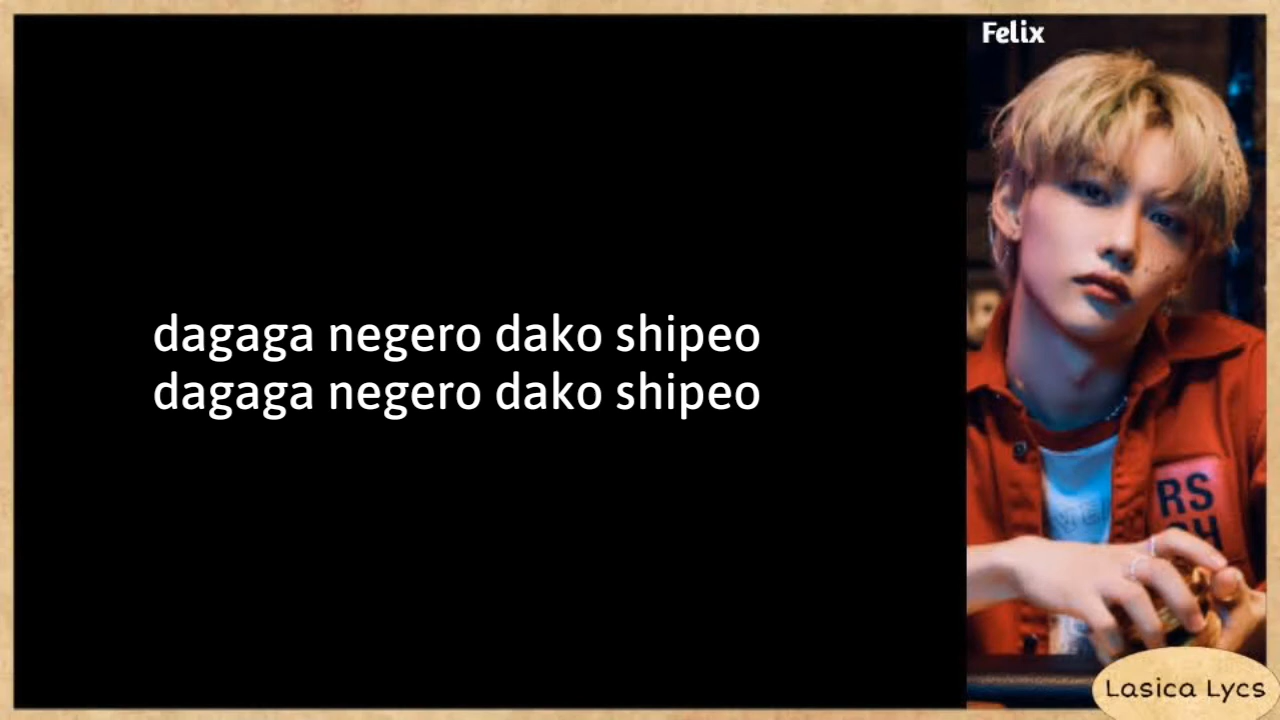 Felix
dagaga negero dako shipeo
dagaga negero dako shipeo
RS
Lasica Lycs